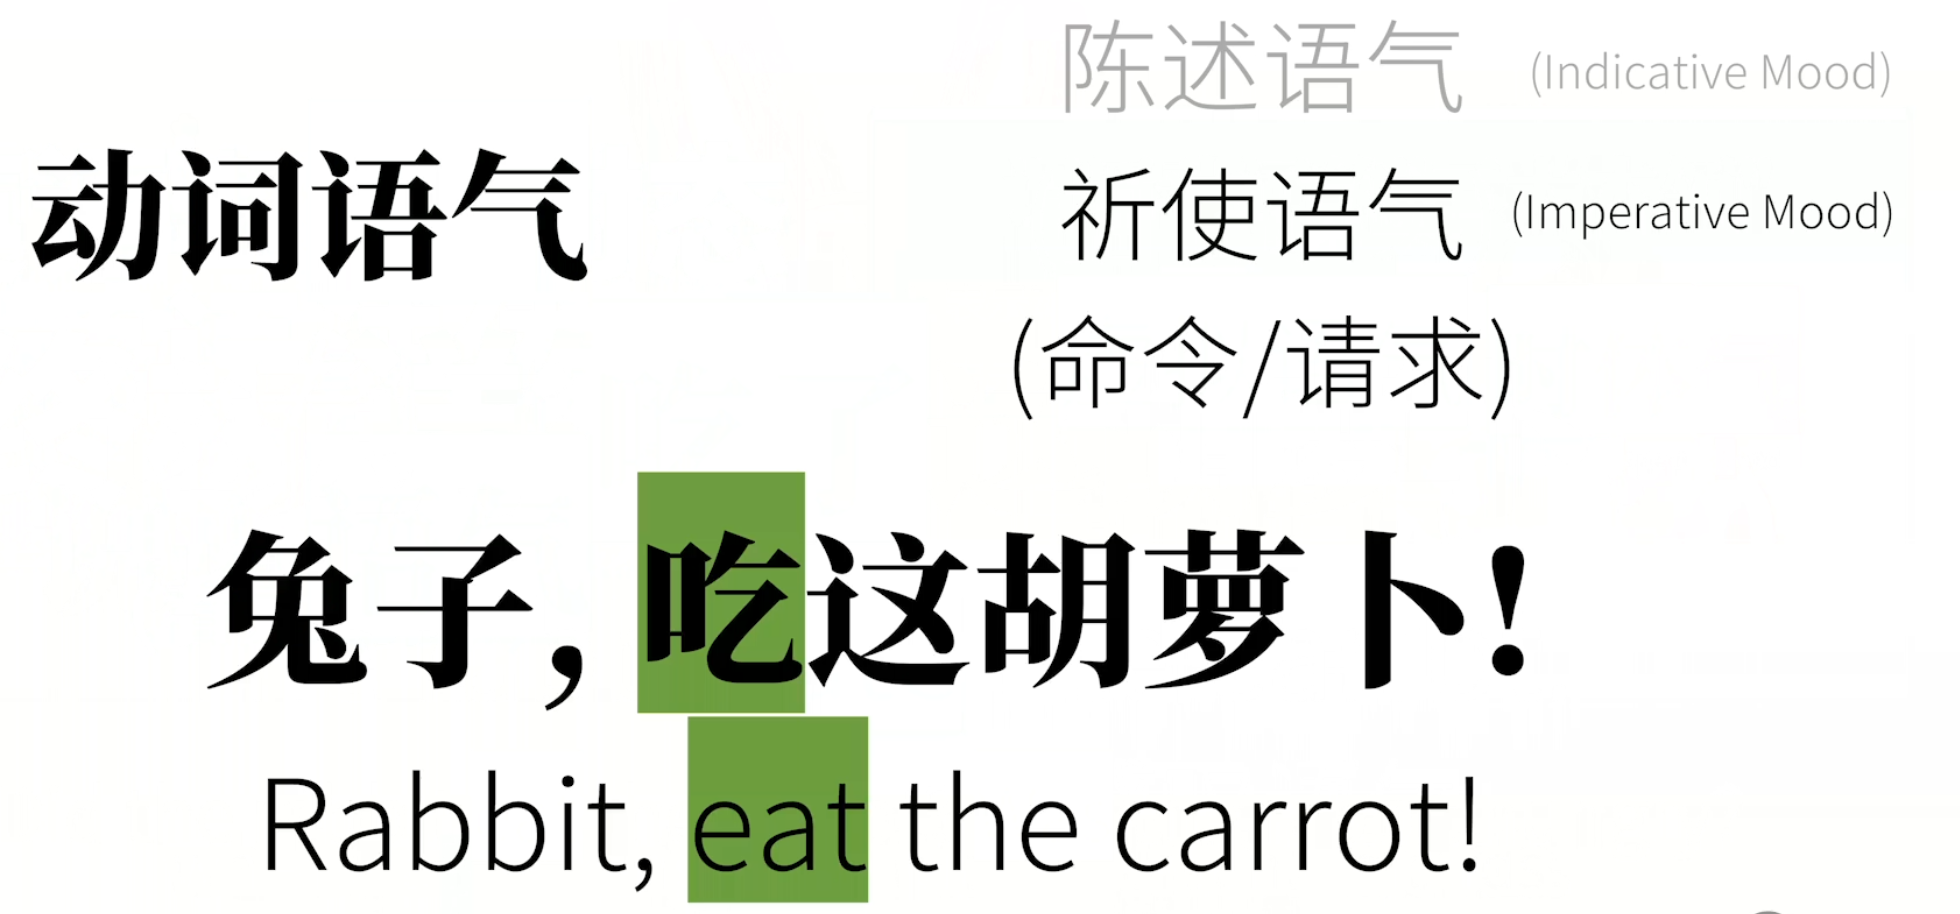 陈述语气 (Indicative Mood)
动词语气
祈使语气 (Imperative Mood)
(命令/请求)
兔子, 吃这胡萝卜!
Rabbit, eat the carrot!